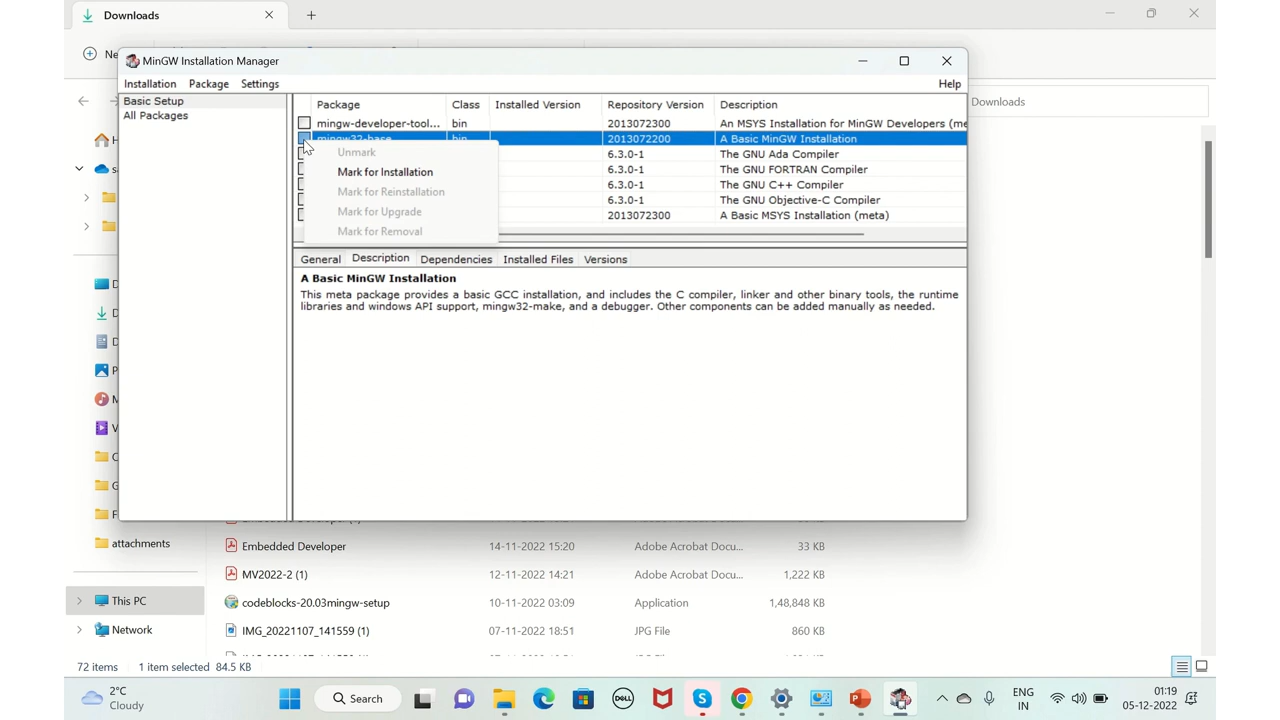 Downloads
Ne
MinGW Installation Manager
Installation Package Settings Help
Basic Setup
All Packages
Package Class Installed Version Repository Version Description
mingw-developer-tool... bin 2013072300 An MSYS Installation for MinGW Developers (me
mingw32-base bin 2013072200 A Basic MinGW Installation
6.3.0-1 The GNU Ada Compiler
6.3.0-1 The GNU FORTRAN Compiler
6.3.0-1 The GNU C++ Compiler
6.3.0-1 The GNU Objective-C Compiler
2013072300 A Basic MSYS Installation (meta)
Unmark
Mark for Installation
Mark for Reinstallation
Mark for Upgrade
Mark for Removal
General Description Dependencies Installed Files Versions
A Basic MinGW Installation
This meta package provides a basic GCC installation, and includes the C compiler, linker and other binary tools, the runtime
libraries and windows API support, mingw32-make, and a debugger. Other components can be added manually as needed.
Downloads
attachments
This PC
Network
Embedded Developer 14-11-2022 15:20 Adobe Acrobat Docu... 33 KB
MV2022-2 (1) 12-11-2022 14:21 Adobe Acrobat Docu... 1,222 KB
codeblocks-20.03mingw-setup 10-11-2022 03:09 Application 1,48,848 KB
IMG_20221107_141559 (1) 07-11-2022 18:51 JPG File 860 KB
72 items 1 item selected 84.5 KB
2°C
Cloudy
Search
DELL
ENG
IN
01:19
05-12-2022